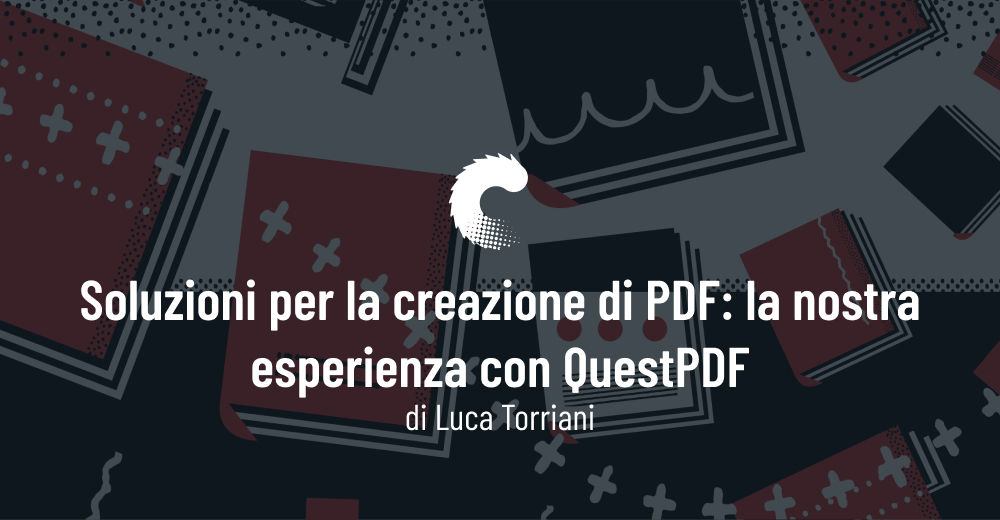 Soluzioni per la creazione di PDF: la nostra
esperienza con QuestPDF
di Luca Torriani